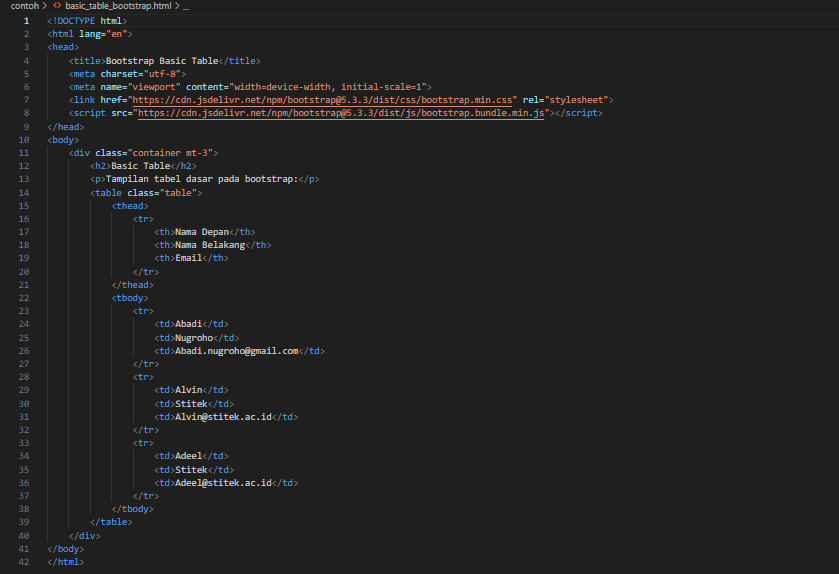 contoh > <> basic_table_bootstrap.html > ...
1 <!DOCTYPE html>
2 <html lang="en">
3 <head>
4 <title>Bootstrap Basic Table</title>
5 <meta charset="utf-8">
6 <meta name="viewport" content="width=device-width, initial-scale=1">
7 <link href="https://cdn.jsdelivr.net/npm/bootstrap@5.3.3/dist/css/bootstrap.min.css" rel="stylesheet">
8 <script src="https://cdn.jsdelivr.net/npm/bootstrap@5.3.3/dist/js/bootstrap.bundle.min.js"></script>
9 </head>
10 <body>
11 <div class="container mt-3">
12 <h2>Basic Table</h2>
13 <p>Tampilan tabel dasar pada bootstrap:</p>
14 <table class="table">
15 <thead>
16 <tr>
17 <th>Nama Depan</th>
18 <th>Nama Belakang</th>
19 <th>Email</th>
20 </tr>
21 </thead>
22 <tbody>
23 <tr>
24 <td>Abadi</td>
25 <td>Nugroho</td>
26 <td>Abadi.nugroho@gmail.com</td>
27 </tr>
28 <tr>
29 <td>Alvin</td>
30 <td>Stitek</td>
31 <td>Alvin@stitek.ac.id</td>
32 </tr>
33 <tr>
34 <td>Adeel</td>
35 <td>Stitek</td>
36 <td>Adeel@stitek.ac.id</td>
37 </tr>
38 </tbody>
39 </table>
40 </div>
41 </body>
42 </html>